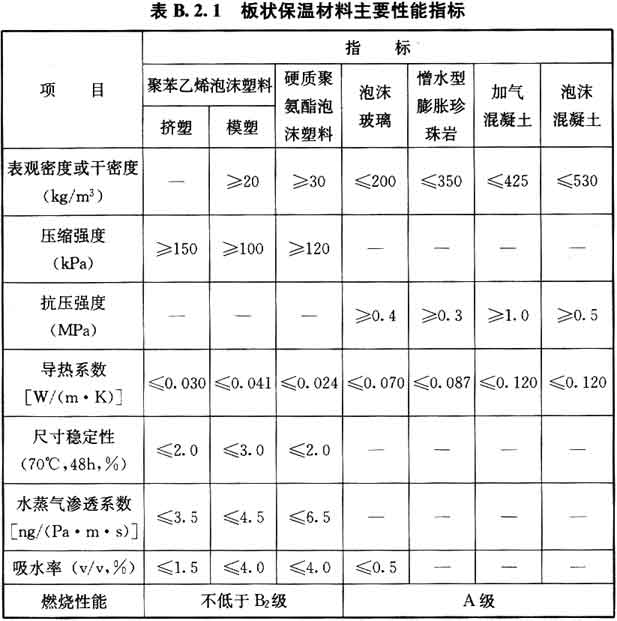 表 B.2.1 板状保温材料主要性能指标
项 目
指 标
聚苯乙烯泡沫塑料
挤塑
模塑
硬质聚
氨酯泡
沫塑料
泡沫
玻璃
憎水型
膨胀珍
珠岩
加气
混凝土
泡沫
混凝土
表观密度或干密度
(kg/m³)
— ≥20 ≥30 ≤200 ≤350 ≤425 ≤530
压缩强度
(kPa)
≥150 ≥100 ≥120 — — — —
抗压强度
(MPa)
— — — ≥0.4 ≥0.3 ≥1.0 ≥0.5
导热系数
[W/(m·K)]
≤0.030 ≤0.041 ≤0.024 ≤0.070 ≤0.087 ≤0.120 ≤0.120
尺寸稳定性
(70℃,48h,%)
≤2.0 ≤3.0 ≤2.0 — — — —
水蒸气渗透系数
[ng/(Pa·m·s)]
≤3.5 ≤4.5 ≤6.5 — — — —
吸水率(v/v,%) ≤1.5 ≤4.0 ≤4.0 ≤0.5 — — —
燃烧性能 不低于B₂级 A级